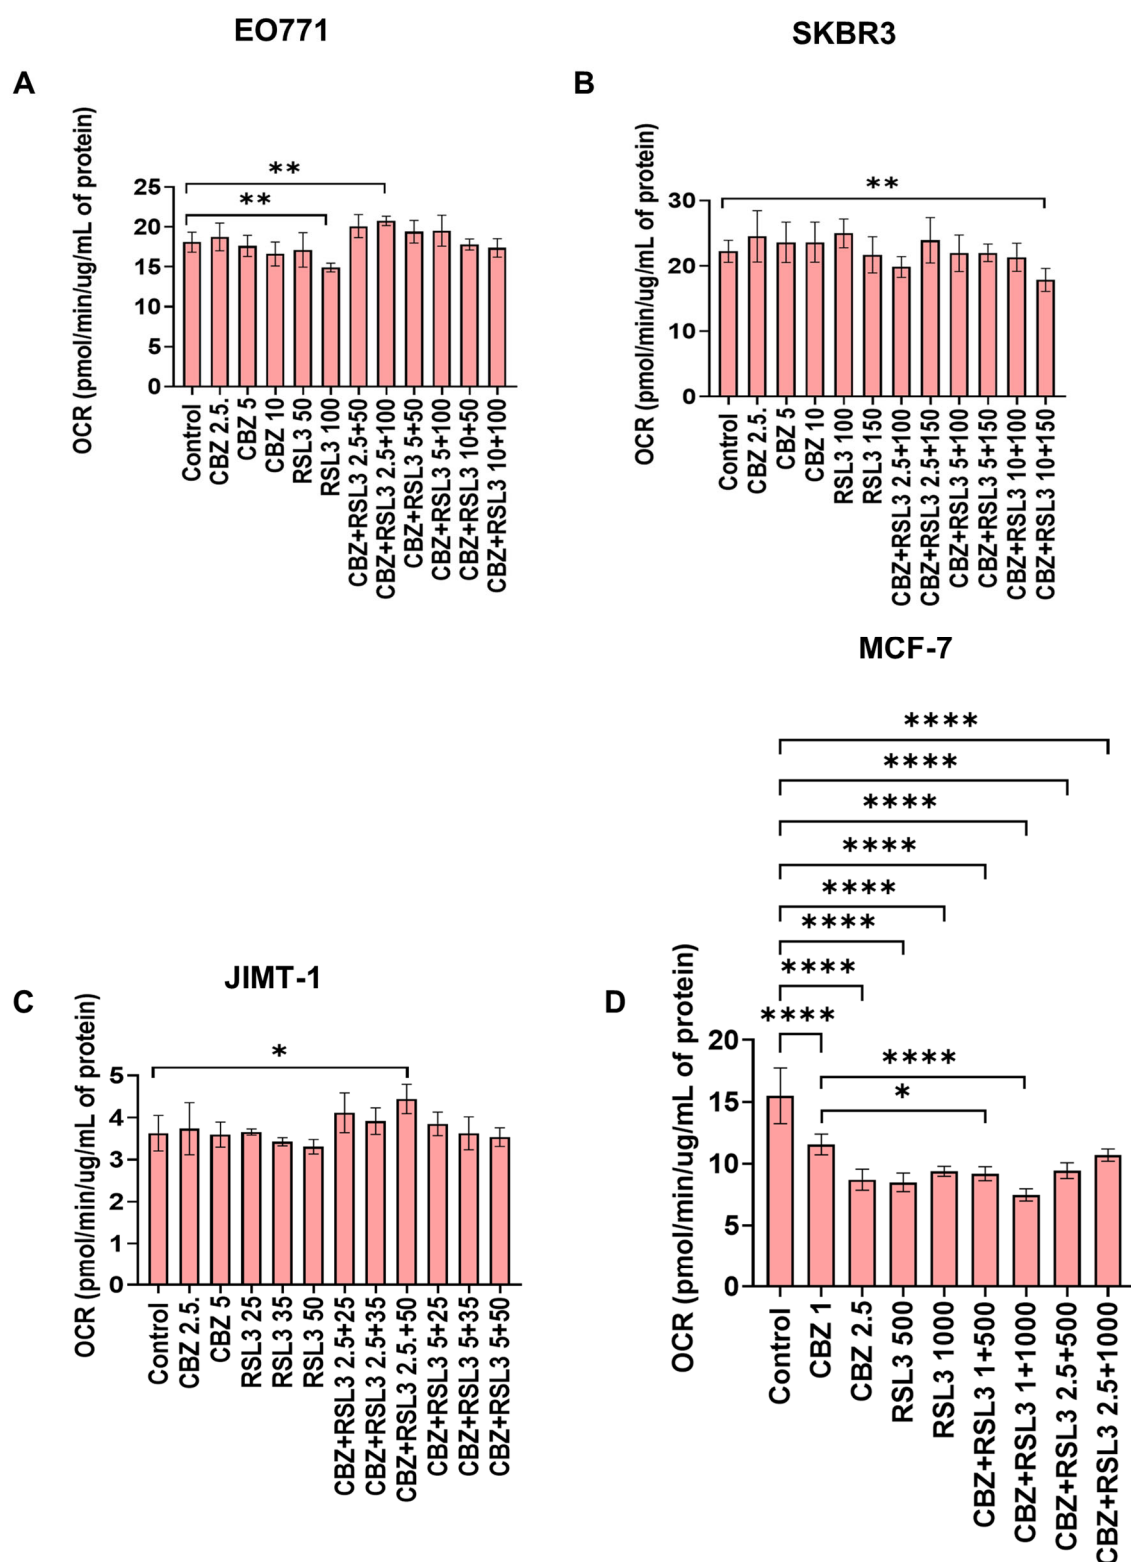 EO771
A
OCR (pmol/min/ug/mL of protein)
**
**
25
20
15
10
5
0
Control
CBZ 2.5.
CBZ 5
CBZ 10
RSL3 50
RSL3 100
CBZ+RSL3 2.5+50
CBZ+RSL3 2.5+100
CBZ+RSL3 5+50
CBZ+RSL3 5+100
CBZ+RSL3 10+50
CBZ+RSL3 10+100
SKBR3
B
OCR (pmol/min/ug/mL of protein)
**
30
20
10
0
Control
CBZ 2.5.
CBZ 5
CBZ 10
RSL3 100
RSL3 150
CBZ+RSL3 2.5+100
CBZ+RSL3 2.5+150
CBZ+RSL3 5+100
CBZ+RSL3 5+150
CBZ+RSL3 10+100
CBZ+RSL3 10+150
JIMT-1
C
OCR (pmol/min/ug/mL of protein)
*
5
4
3
2
1
0
Control
CBZ 2.5.
CBZ 5
RSL3 25
RSL3 35
RSL3 50
CBZ+RSL3 2.5+25
CBZ+RSL3 2.5+35
CBZ+RSL3 2.5.+50
CBZ+RSL3 5+25
CBZ+RSL3 5+35
CBZ+RSL3 5+50
MCF-7
D
OCR (pmol/min/ug/mL of protein)
****
****
****
****
****
****
****
****
****
*
20
15
10
5
0
Control
CBZ 1
CBZ 2.5
RSL3 500
RSL3 1000
CBZ+RSL3 1+500
CBZ+RSL3 1+1000
CBZ+RSL3 2.5+500
CBZ+RSL3 2.5+1000